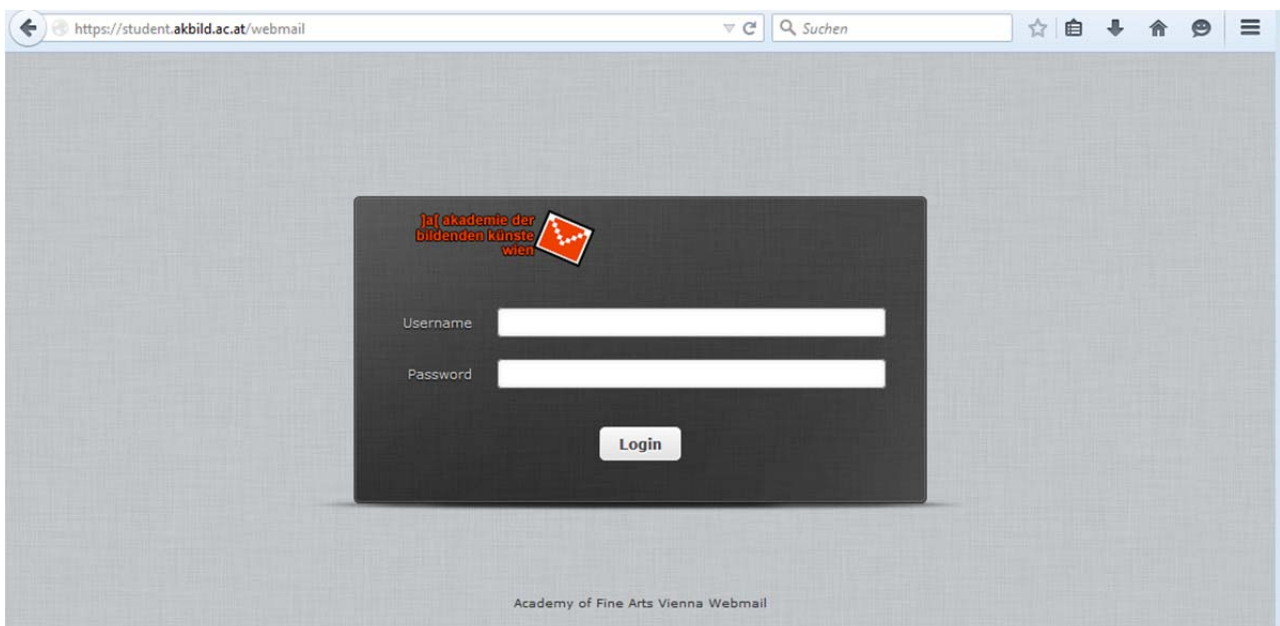 https://student.akbild.ac.at/webmail
Suchen
]a[ akademie der
bildenden künste
wien
Username
Password
Login
Academy of Fine Arts Vienna Webmail